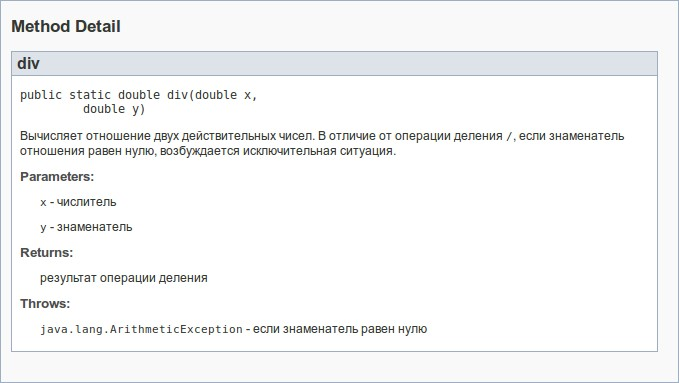 Method Detail
div
public static double div(double x,
double y)
Вычисляет отношение двух действительных чисел. В отличие от операции деления /, если знаменатель
отношения равен нулю, возбуждается исключительная ситуация.
Parameters:
x - числитель
y - знаменатель
Returns:
результат операции деления
Throws:
java.lang.ArithmeticException - если знаменатель равен нулю